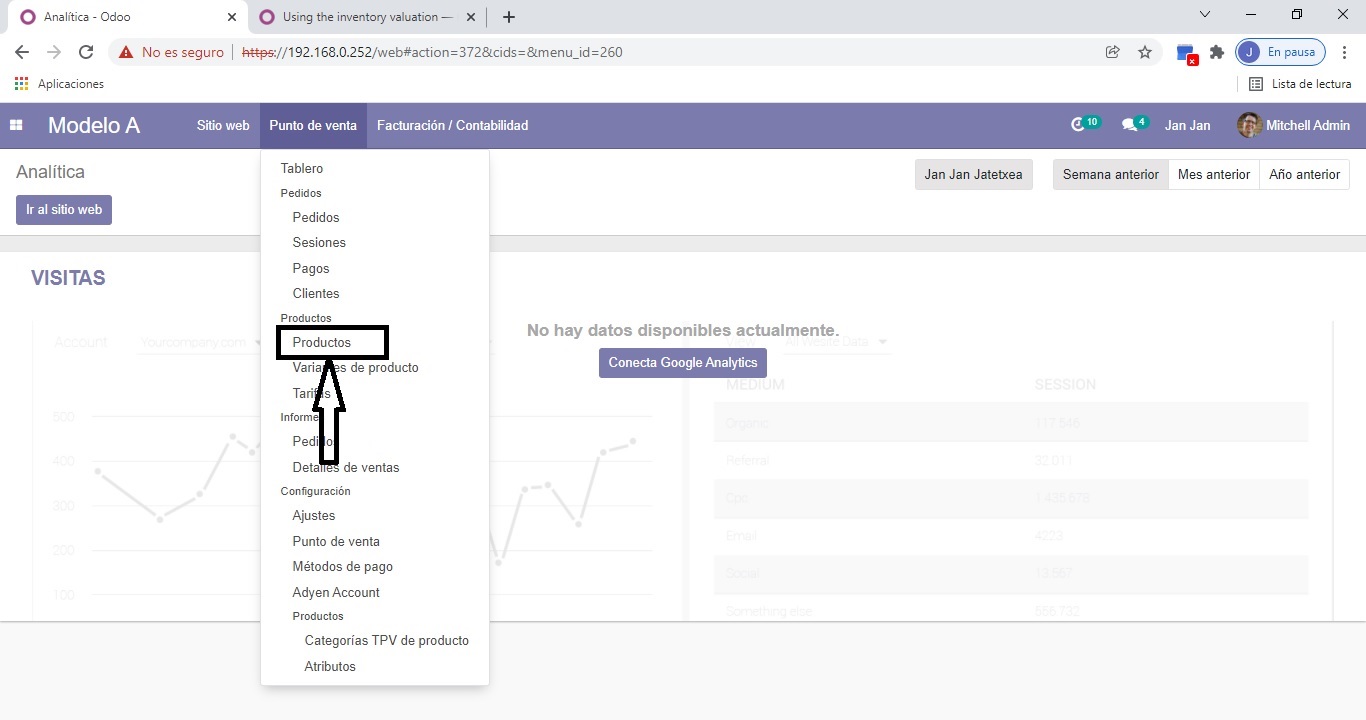 Analítica - Odoo
Using the inventory valuation —
No es seguro
https://192.168.0.252/web#action=372&cids=&menu_id=260
J En pausa
Aplicaciones
Lista de lectura
Modelo A
Sitio web
Punto de venta
Facturación / Contabilidad
10
4
Jan Jan
Mitchell Admin
Analítica
Jan Jan Jatetxea
Semana anterior
Mes anterior
Año anterior
Ir al sitio web
Tablero
Pedidos
Pedidos
Sesiones
Pagos
Clientes
Productos
Productos
Variantes de producto
Tarifas
Informe
Pedidos
Detalles de ventas
Configuración
Ajustes
Punto de venta
Métodos de pago
Adyen Account
Productos
Categorías TPV de producto
Atributos
VISITAS
No hay datos disponibles actualmente.
Conecta Google Analytics
Account
Yourcompany.com
View
All Wesite Data
500
400
300
200
100
MEDIUM SESSION
Organic 117.546
Referral 32.011
Cpc 1.435.678
Email 4223
Social 13.567
Something else 556.732